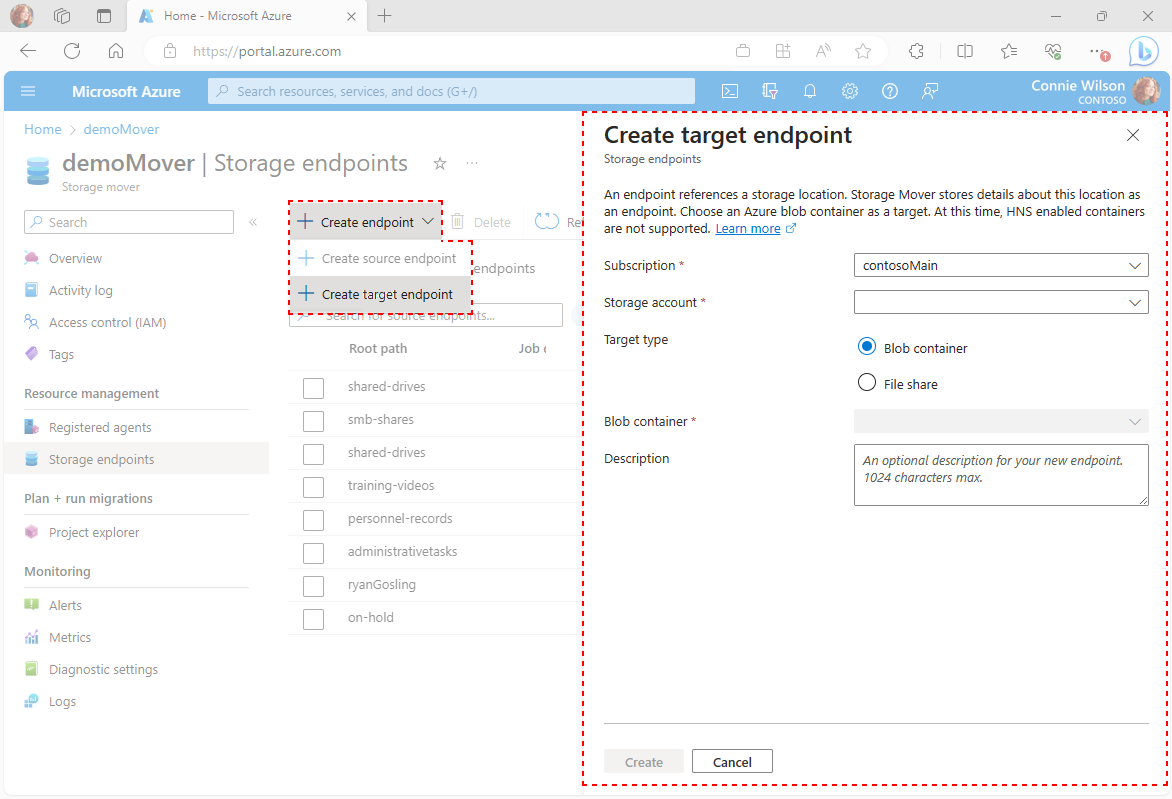 Home - Microsoft Azure
https://portal.azure.com
Microsoft Azure
Search resources, services, and docs (G+/)
Connie Wilson
CONTOSO
Home > demoMover
demoMover | Storage endpoints
Storage mover
Search
Overview
Activity log
Access control (IAM)
Tags
Resource management
Registered agents
Storage endpoints
Plan + run migrations
Project explorer
Monitoring
Alerts
Metrics
Diagnostic settings
Logs
Create endpoint
Delete
Create source endpoint
endpoints
Create target endpoint
Search for source endpoints...
Root path
Job
shared-drives
smb-shares
shared-drives
training-videos
personnel-records
administrativetasks
ryanGosling
on-hold
Create target endpoint
Storage endpoints
An endpoint references a storage location. Storage Mover stores details about this location as
an endpoint. Choose an Azure blob container as a target. At this time, HNS enabled containers
are not supported. Learn more
Subscription *
contosoMain
Storage account *
Target type
Blob container
File share
Blob container *
Description
An optional description for your new endpoint.
1024 characters max.
Create
Cancel